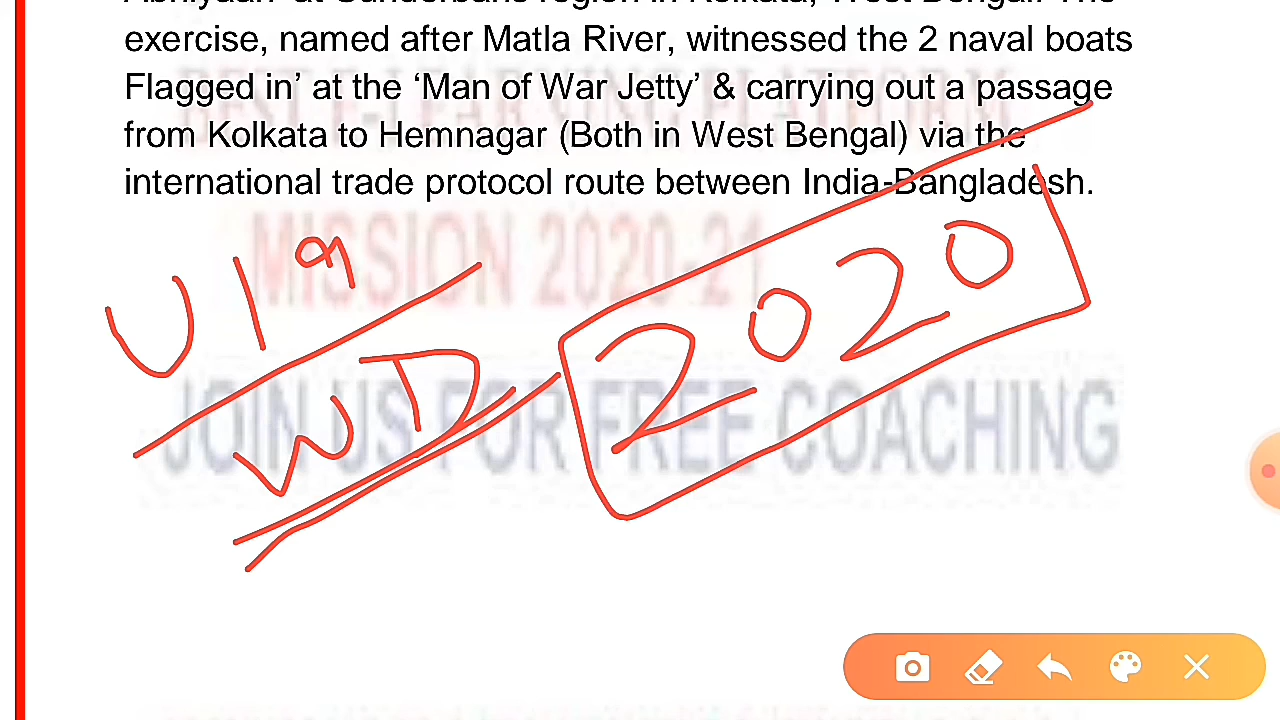 exercise, named after Matla River, witnessed the 2 naval boats
Flagged in’ at the ‘Man of War Jetty’ & carrying out a passage
from Kolkata to Hemnagar (Both in West Bengal) via the
international trade protocol route between India-Bangladesh.
MISSION 2020-21
2020
WD
JOIN US FOR FREE COACHING